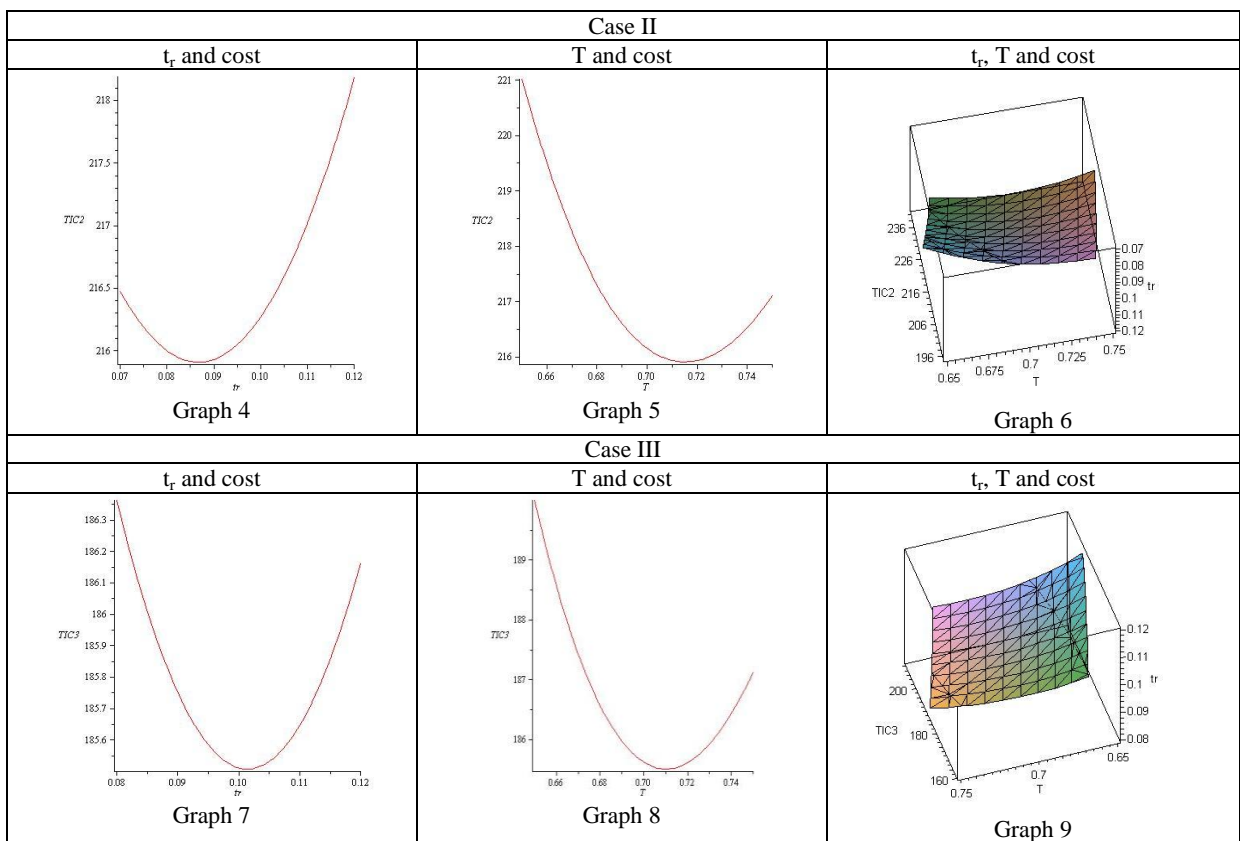 Case II
t_r and cost
T and cost
t_r, T and cost
218
217.5
217
TIC2
216.5
216
0.07 0.08 0.09 0.10 0.11 0.12
tr
Graph 4
221
220
219
TIC2
218
217
216
0.66 0.68 0.70 0.72 0.74
T
Graph 5
236
226
TIC2 216
206
196
0.65 0.675 0.7 0.725 0.75
T
0.07
0.08
0.09
0.1 tr
0.11
0.12
Graph 6
Case III
t_r and cost
T and cost
t_r, T and cost
186.3
186.2
186.1
186
TIC3 185.9
185.8
185.7
185.6
0.08 0.09 0.10 0.11 0.12
tr
Graph 7
189
188
TIC3
187
186
0.66 0.68 0.70 0.72 0.74
T
Graph 8
200
TIC3 180
160
0.75 0.7 0.65
T
0.12
0.11
0.1 tr
0.09
0.08
Graph 9